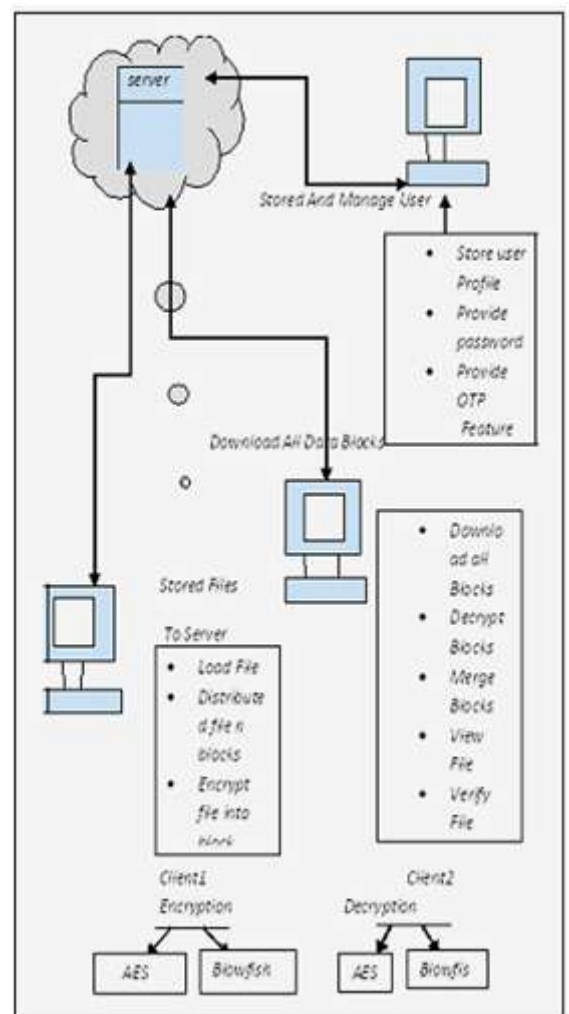 server
Stored And Manage User
• Store user
Profile
• Provide
password
• Provide
OTP
Feature
Download All Data Blocks
• Downlo
ad all
Blocks
• Decrypt
Blocks
• Merge
Blocks
• View
File
• Verify
File
Stored Files
To Server
• Load File
• Distribute
d file n
blocks
• Encrypt
file into
block
Client1
Encryption
AES
Blowfish
Client2
Decryption
AES
Blowfis